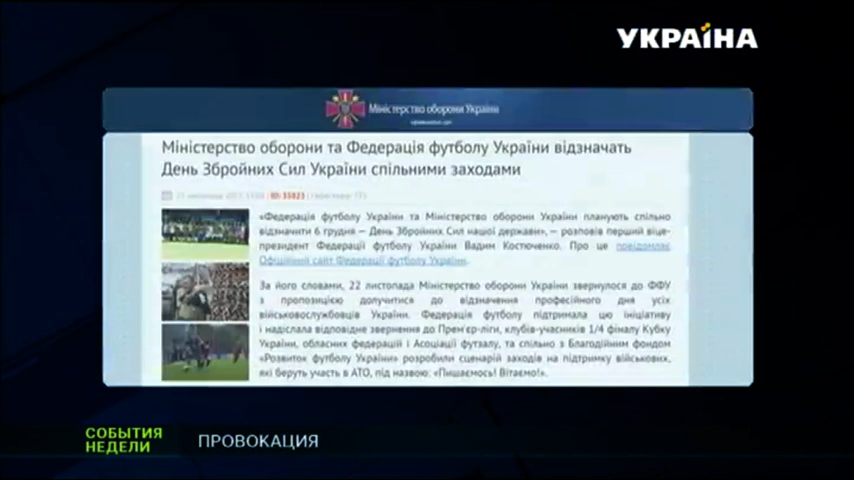 УКРАЇНА
Міністерство оборони України
Міністерство оборони та Федерація футболу України відзначать
День Збройних Сил України спільними заходами
ID: 35823
«Федерація футболу України та Міністерство оборони України планують спільно
відзначити 6 грудня — День Збройних Сил нашої держави», — розповів перший віце-
президент Федерації футболу України Вадим Костюченко. Про це повідомляє
Офіційний сайт Федерації футболу України.
За його словами, 22 листопада Міністерство оборони України звернулося до ФФУ
з пропозицією долучитися до відзначення професійного дня усіх
військовослужбовців України. Федерація футболу підтримала цю ініціативу
і надіслала відповідне звернення до Прем'єр-ліги, клубів-учасників 1/4 фіналу Кубку
України, обласних федерацій і Асоціації футзалу, та спільно з Благодійним фондом
«Розвиток футболу України» розробили сценарій заходів на підтримку військових,
які беруть участь в АТО, під назвою: «Пишаємось! Вітаємо!».
СОБЫТИЯ
НЕДЕЛИ
ПРОВОКАЦИЯ